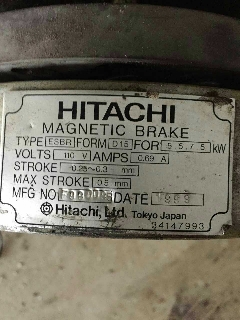 HITACHI
MAGNETIC BRAKE
TYPE ESBR FORM D15 FOR 5.5/5 kW
VOLTS 110 V AMPS 0.69 A
STROKE 0.25~0.3 mm
MAX STROKE 0.5 mm
MFG NO DATE 1999
Hitachi, Ltd. Tokyo Japan
34147993